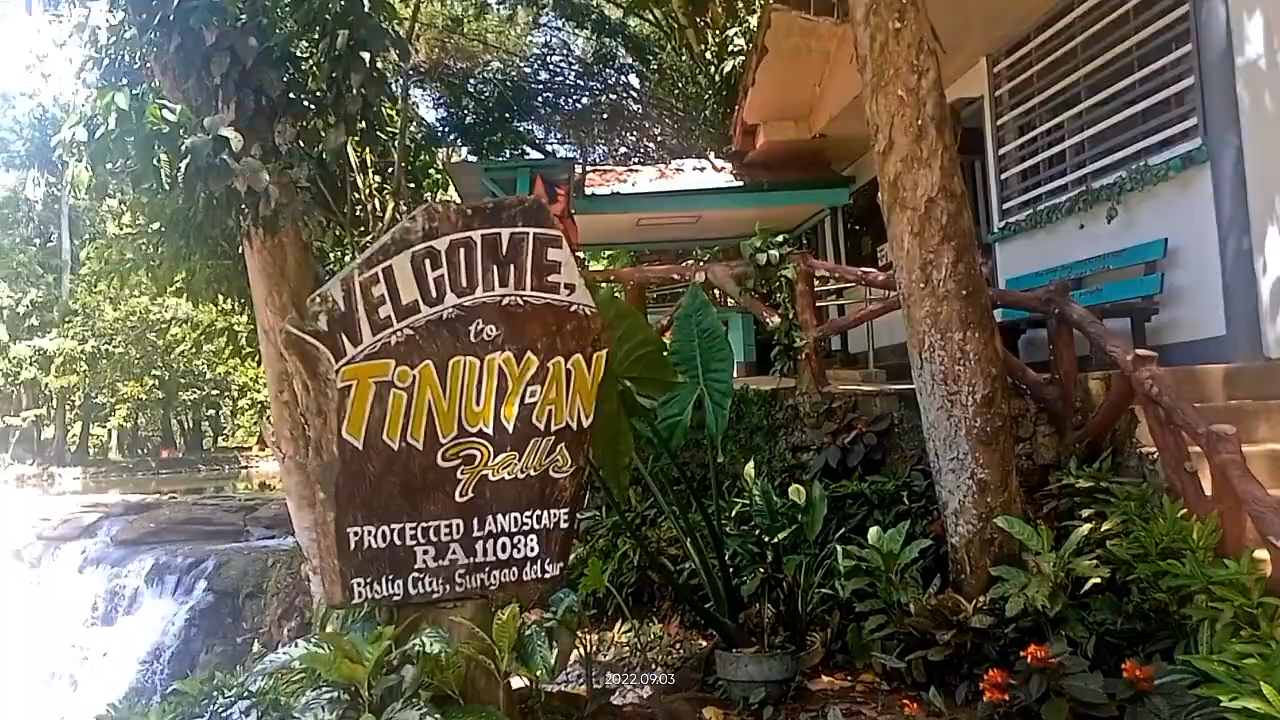 WELCOME,
to
TiNUY-AN
Falls
PROTECTED LANDSCAPE
R.A.11038
Bislig City, Surigao del Sur
2022.09.03